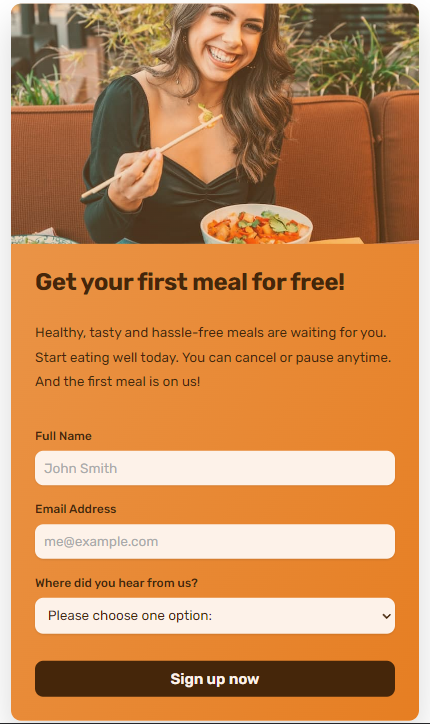 Get your first meal for free!
Healthy, tasty and hassle-free meals are waiting for you.
Start eating well today. You can cancel or pause anytime.
And the first meal is on us!
Full Name
John Smith
Email Address
me@example.com
Where did you hear from us?
Please choose one option:
Sign up now